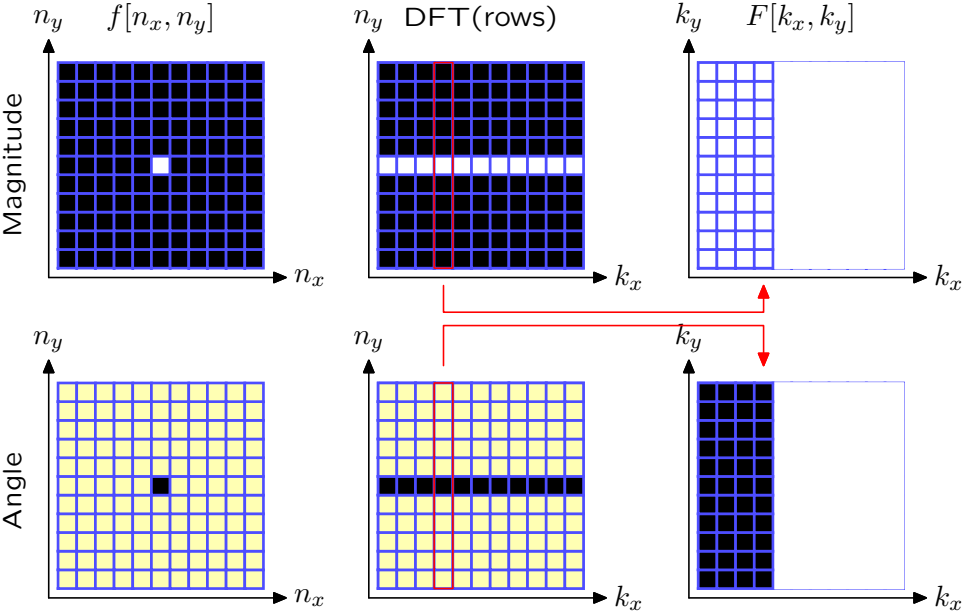 n_y f[n_x, n_y] n_y DFT(rows) k_y F[k_x, k_y]
Magnitude
n_x k_x k_x
n_y n_y k_y
Angle
n_x k_x k_x